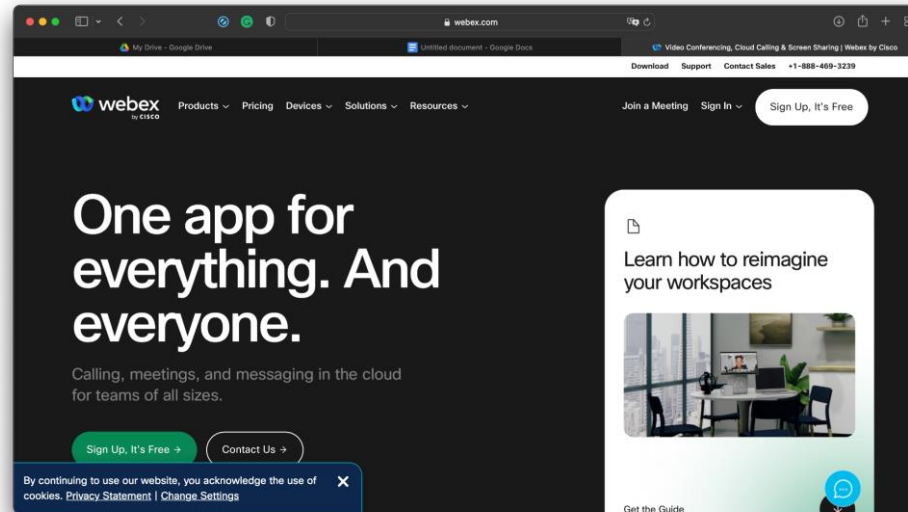 webex.com
My Drive – Google Drive
Untitled document – Google Docs
Video Conferencing, Cloud Calling & Screen Sharing | Webex by Cisco
Download Support Contact Sales +1-888-469-3239
webex
by CISCO
Products Pricing Devices Solutions Resources
Join a Meeting Sign In Sign Up, It's Free
One app for
everything. And
everyone.
Calling, meetings, and messaging in the cloud
for teams of all sizes.
Sign Up, It's Free → Contact Us →
Learn how to reimagine
your workspaces
Get the Guide
By continuing to use our website, you acknowledge the use of
cookies. Privacy Statement | Change Settings